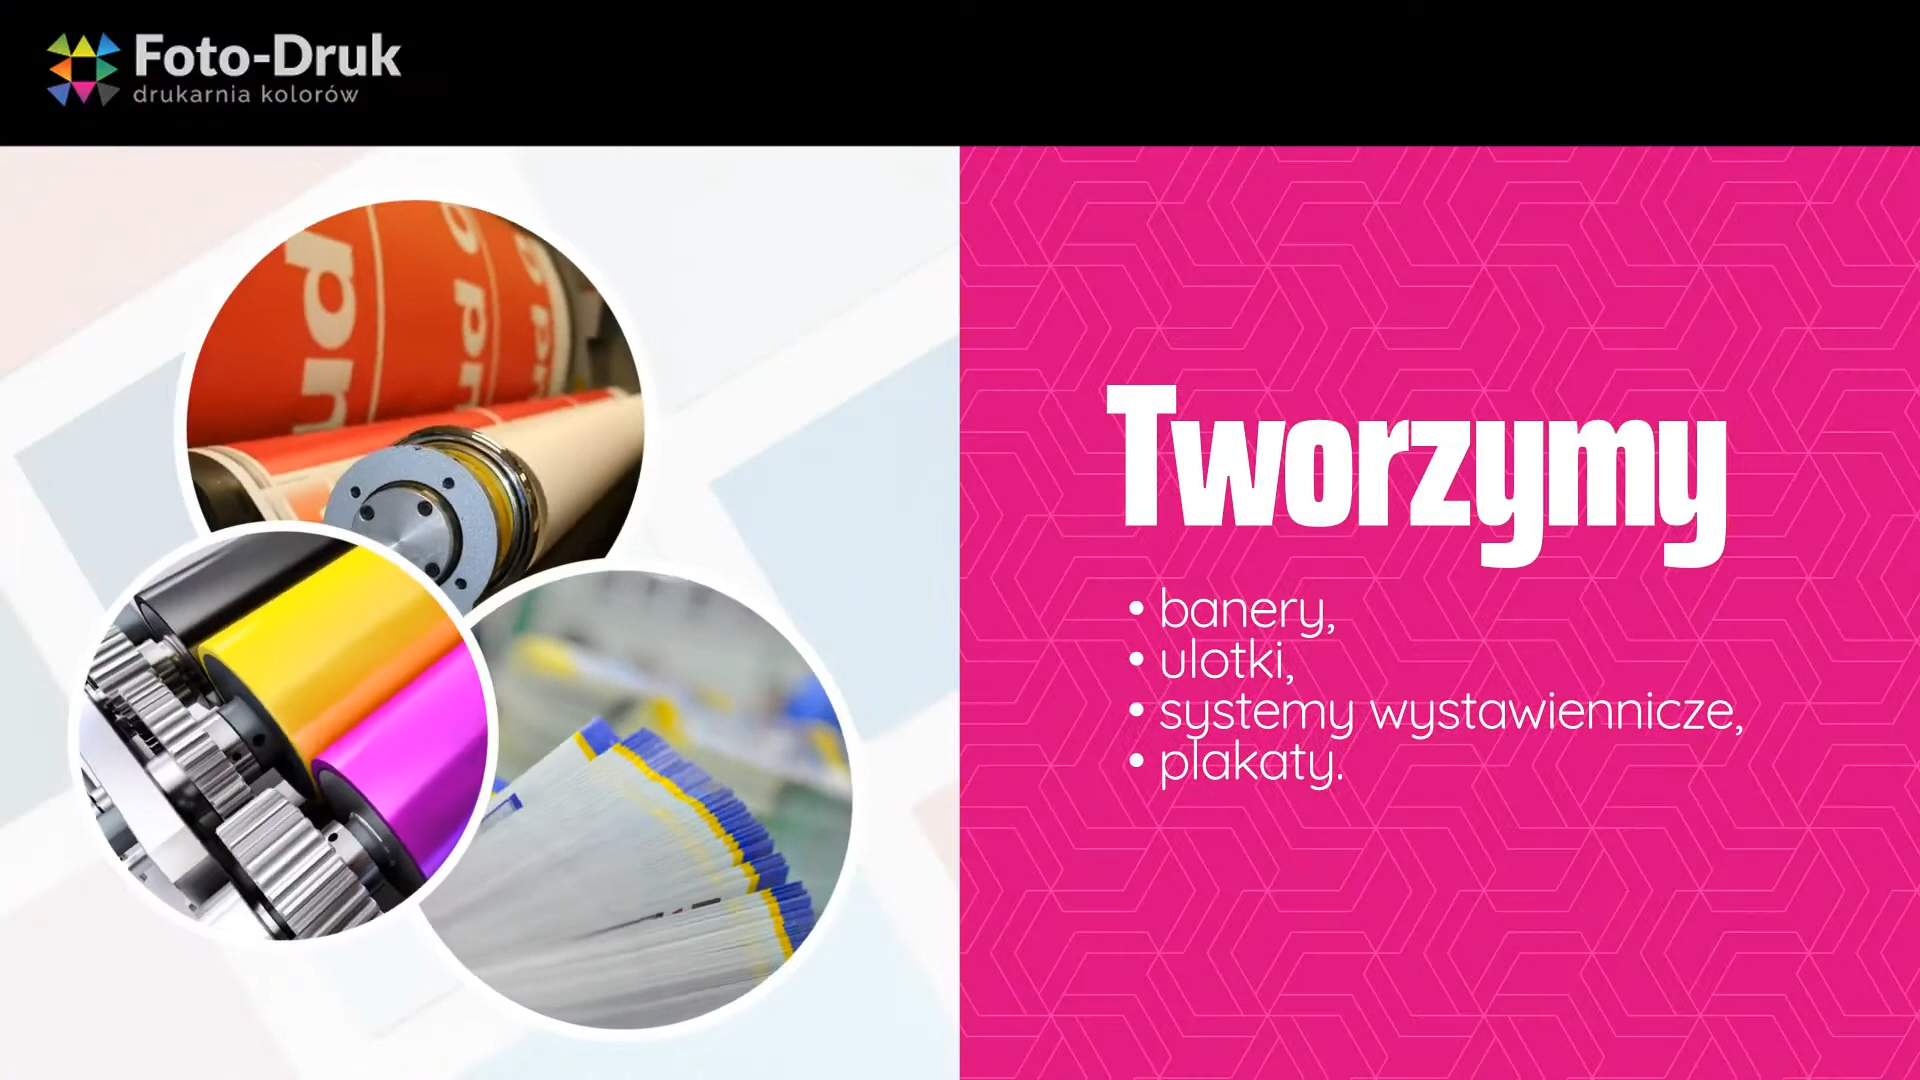 Foto-Druk
drukarnia kolorów
Tworzymy
• banery,
• ulotki,
• systemy wystawiennicze,
• plakaty.